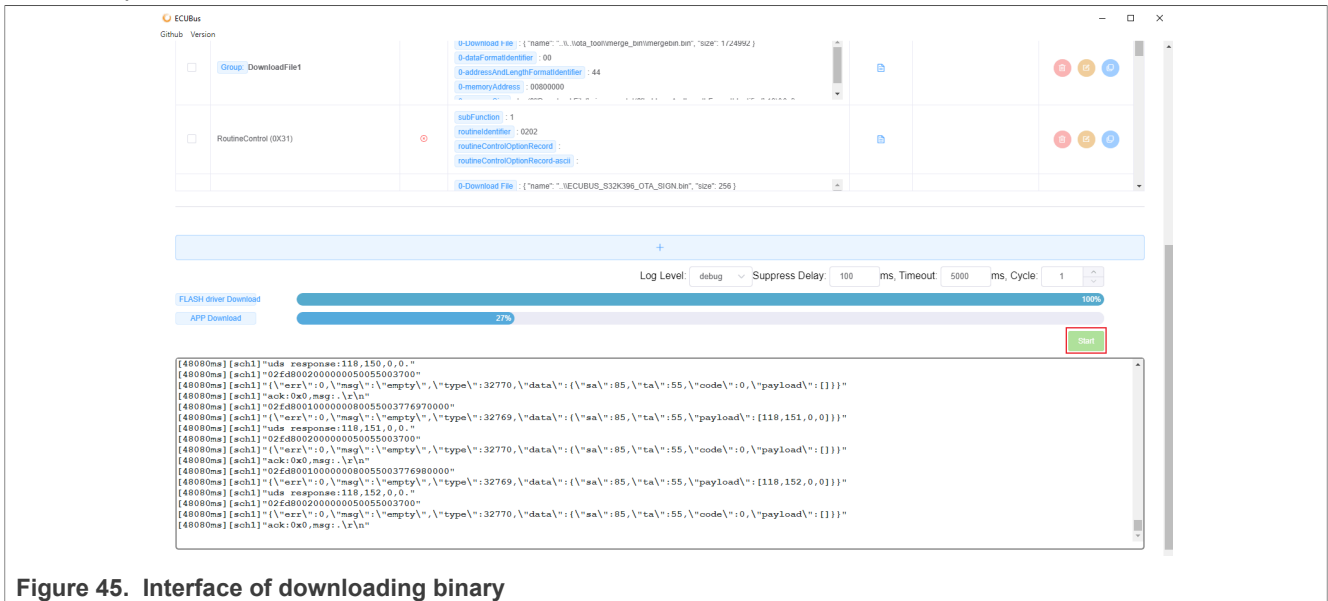 ECUBus
Github Version
0-Download File : { "name": "..\\..\\ota_tool\\merge_bin\\mergebin.bin", "size": 1724992 }
Group: DownloadFile1
0-dataFormatIdentifier : 00
0-addressAndLengthFormatIdentifier : 44
0-memoryAddress : 00800000
subFunction : 1
RoutineControl (0X31)
routineIdentifier : 0202
routineControlOptionRecord :
routineControlOptionRecord-ascii :
0-Download File : { "name": "..\\ECUBUS_S32K396_OTA_SIGN.bin", "size": 256 }
+
Log Level: debug Suppress Delay: 100 ms, Timeout: 5000 ms, Cycle: 1
FLASH driver Download 100%
APP Download 27%
Start
[48080ms][sch1]"uds response:118,150,0,0."
[48080ms][sch1]"02fd8002000000050055003700"
[48080ms][sch1]"{\"err\":0,\"msg\":\"empty\",\"type\":32770,\"data\":{\"sa\":85,\"ta\":55,\"code\":0,\"payload\":[]}}"
[48080ms][sch1]"ack:0x0,msg:.\r\n"
[48080ms][sch1]"02fd80010000000800550037​76970000"
[48080ms][sch1]"{\"err\":0,\"msg\":\"empty\",\"type\":32769,\"data\":{\"sa\":85,\"ta\":55,\"payload\":[118,151,0,0]}}"
[48080ms][sch1]"uds response:118,151,0,0."
[48080ms][sch1]"02fd8002000000050055003700"
[48080ms][sch1]"{\"err\":0,\"msg\":\"empty\",\"type\":32770,\"data\":{\"sa\":85,\"ta\":55,\"code\":0,\"payload\":[]}}"
[48080ms][sch1]"ack:0x0,msg:.\r\n"
[48080ms][sch1]"02fd8001000000080055003776980000"
[48080ms][sch1]"{\"err\":0,\"msg\":\"empty\",\"type\":32769,\"data\":{\"sa\":85,\"ta\":55,\"payload\":[118,152,0,0]}}"
[48080ms][sch1]"uds response:118,152,0,0."
[48080ms][sch1]"02fd8002000000050055003700"
[48080ms][sch1]"{\"err\":0,\"msg\":\"empty\",\"type\":32770,\"data\":{\"sa\":85,\"ta\":55,\"code\":0,\"payload\":[]}}"
[48080ms][sch1]"ack:0x0,msg:.\r\n"
Figure 45. Interface of downloading binary